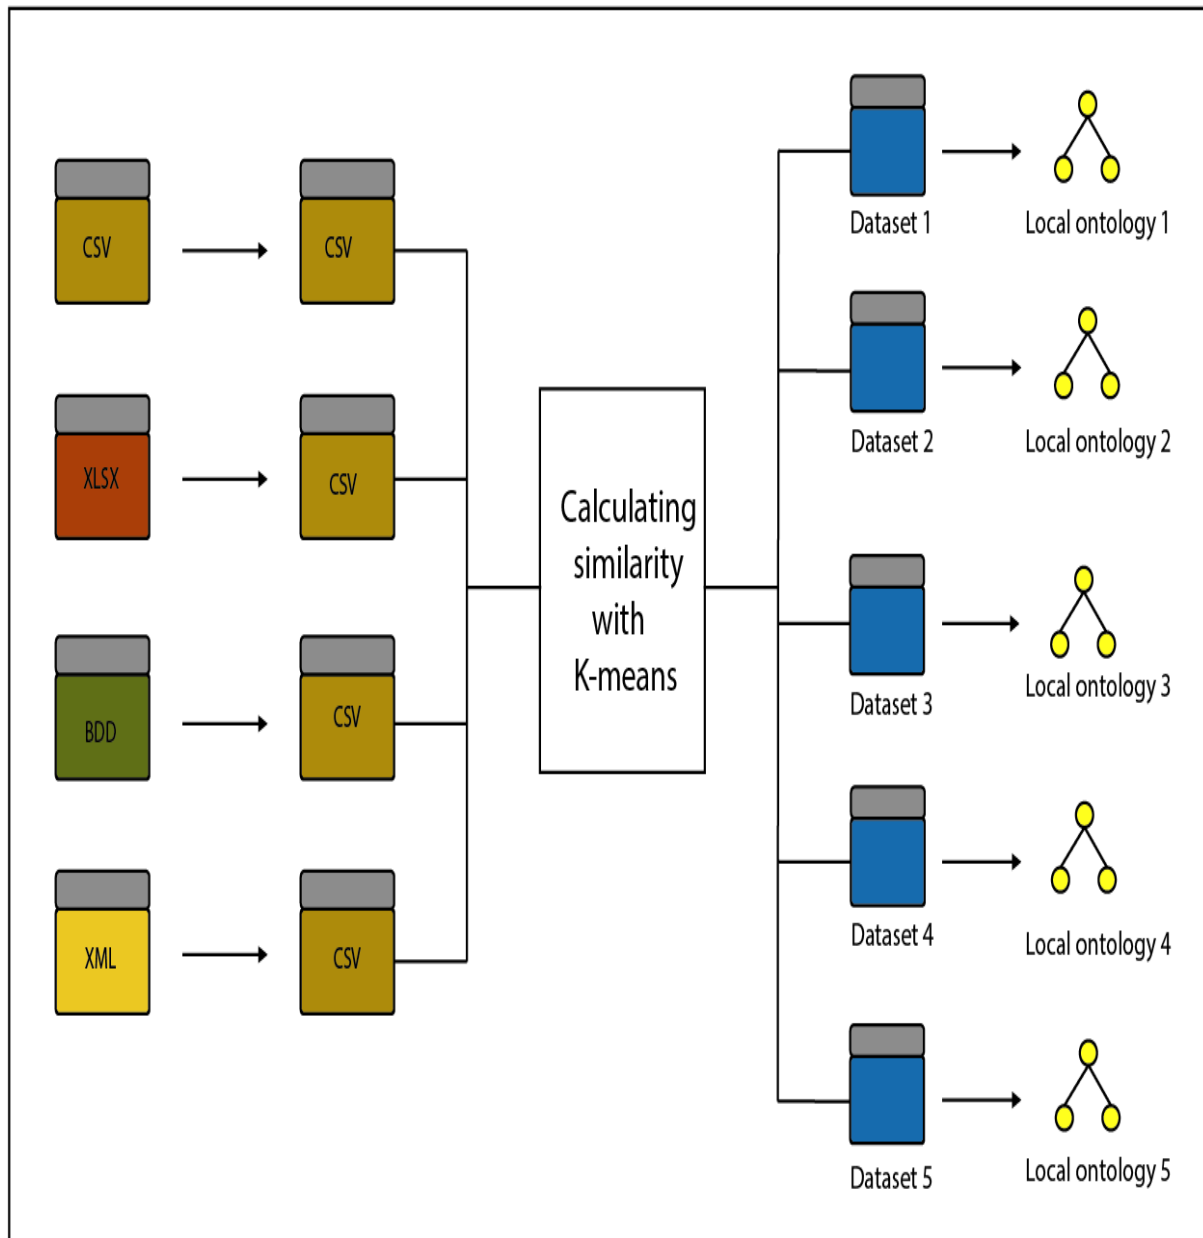 CSV
CSV
XLSX
CSV
BDD
CSV
XML
CSV
Calculating
similarity
with
K-means
Dataset 1
Local ontology 1
Dataset 2
Local ontology 2
Dataset 3
Local ontology 3
Dataset 4
Local ontology 4
Dataset 5
Local ontology 5